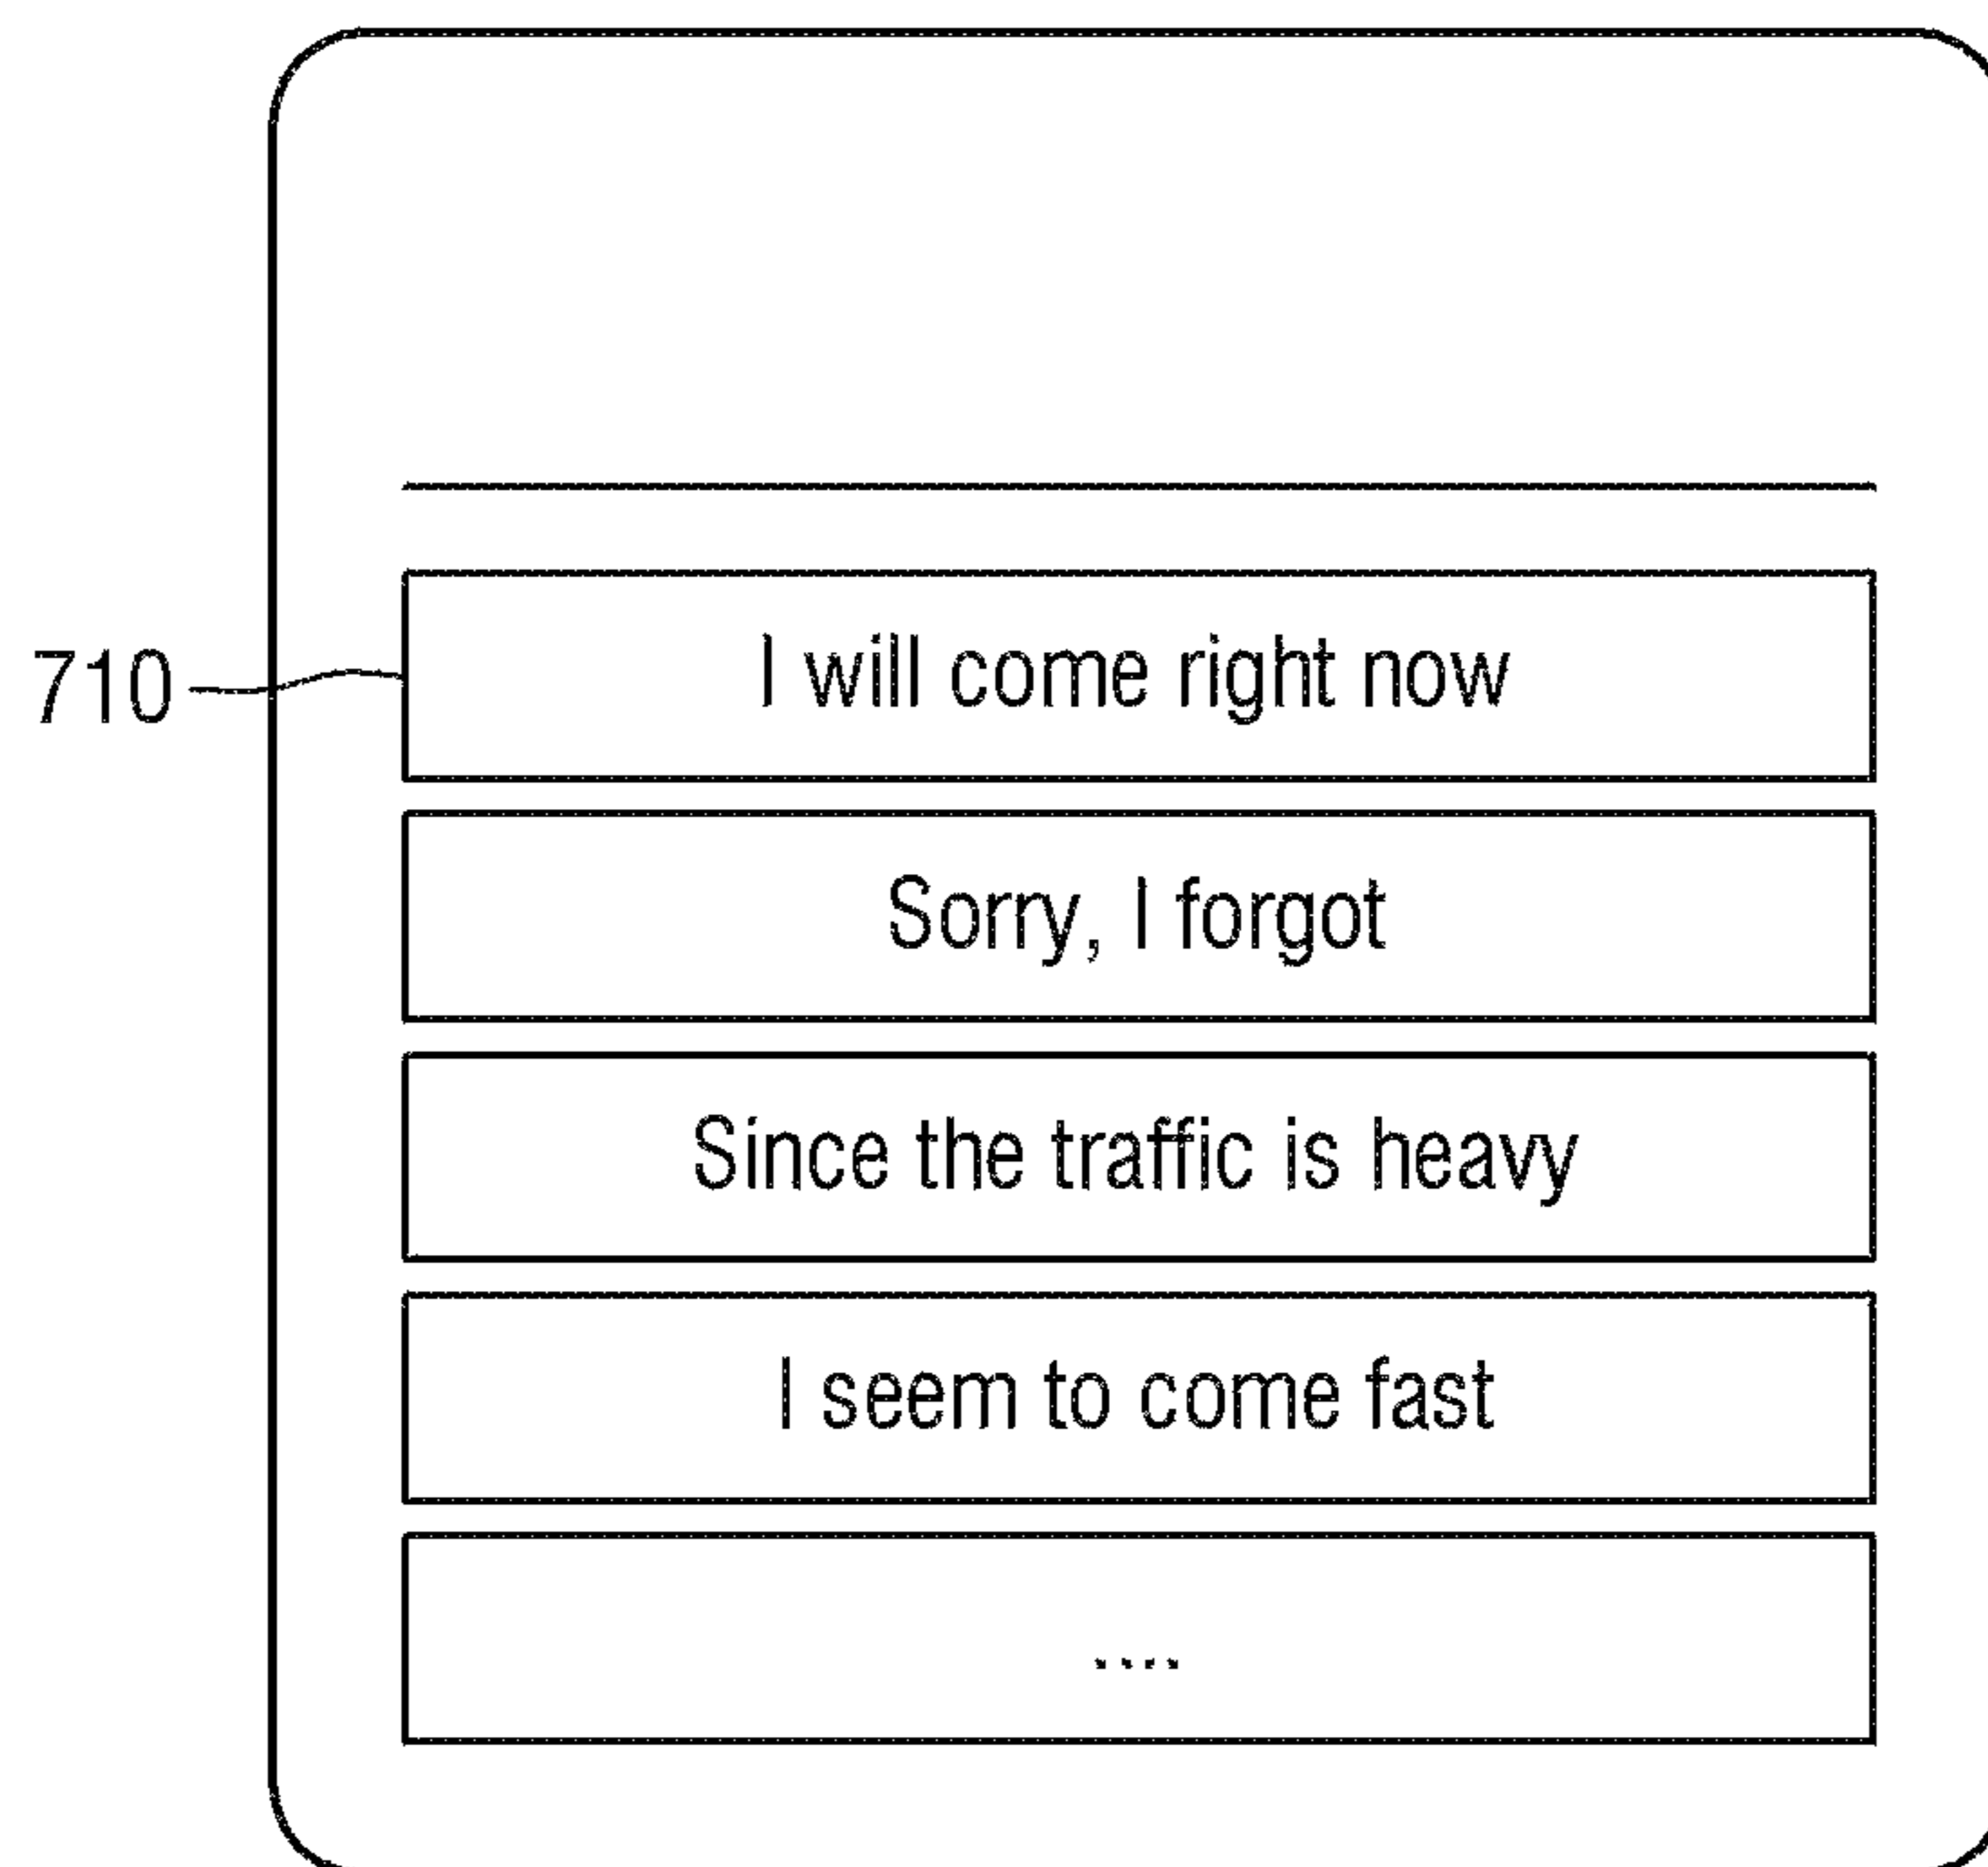 710
I will come right now
Sorry, I forgot
Since the traffic is heavy
I seem to come fast
....